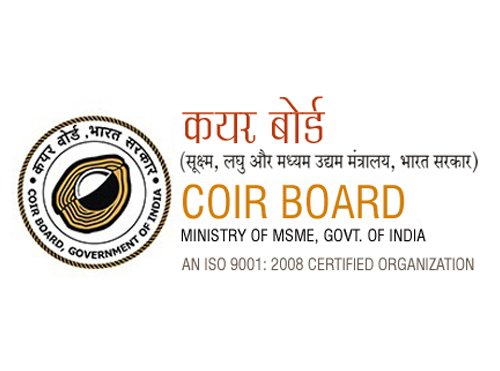 कयर बोर्ड ,भारत सरकार
COIR BOARD, GOVERNMENT OF INDIA
कयर बोर्ड
(सूक्ष्म, लघु और मध्यम उद्यम मंत्रालय, भारत सरकार)
COIR BOARD
MINISTRY OF MSME, GOVT. OF INDIA
AN ISO 9001: 2008 CERTIFIED ORGANIZATION